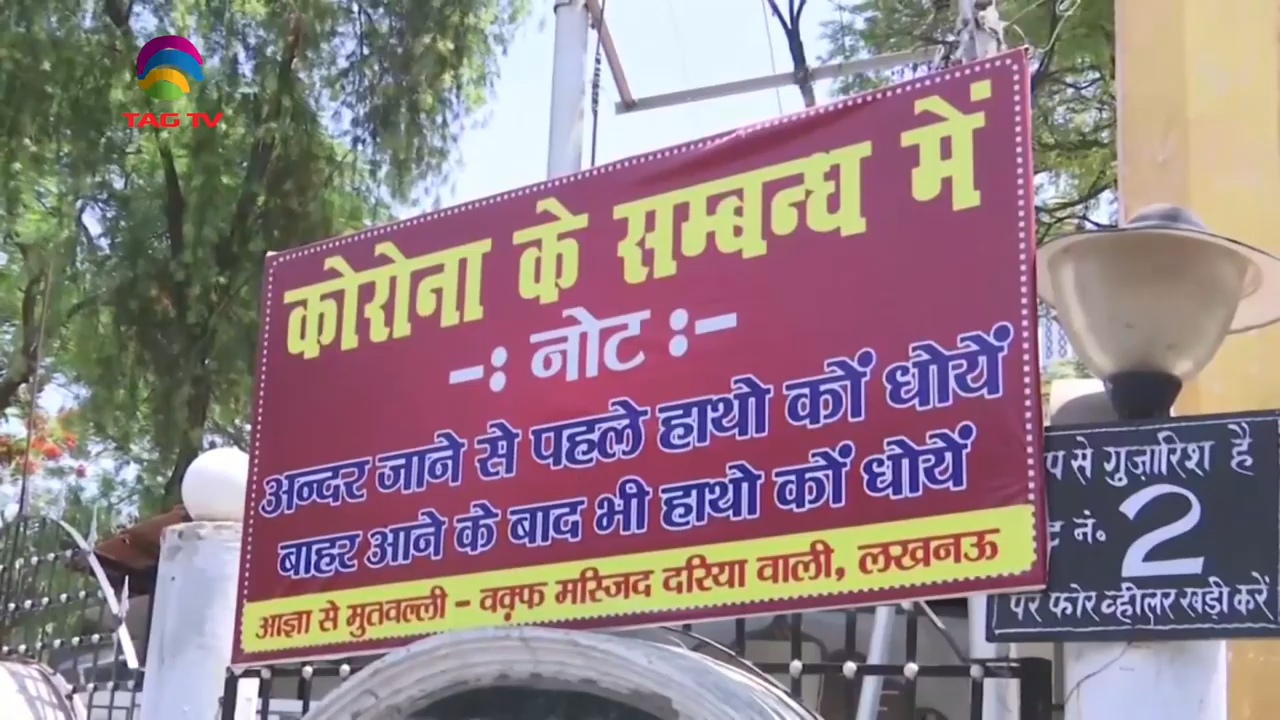 TAG TV
कोरोना के सम्बन्ध में
-: नोट :-
अन्दर जाने से पहले हाथो कों धोयें
बाहर आने के बाद भी हाथो कों धोयें
आज्ञा से मुतवल्ली - वक़्फ मस्जिद दरिया वाली, लखनऊ
से गुज़ारिश है
नं० 2
पर फोर व्हीलर खड़ी करें